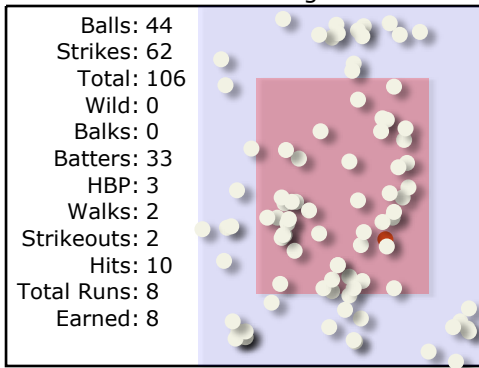 Balls: 44
Strikes: 62
Total: 106
Wild: 0
Balks: 0
Batters: 33
HBP: 3
Walks: 2
Strikeouts: 2
Hits: 10
Total Runs: 8
Earned: 8